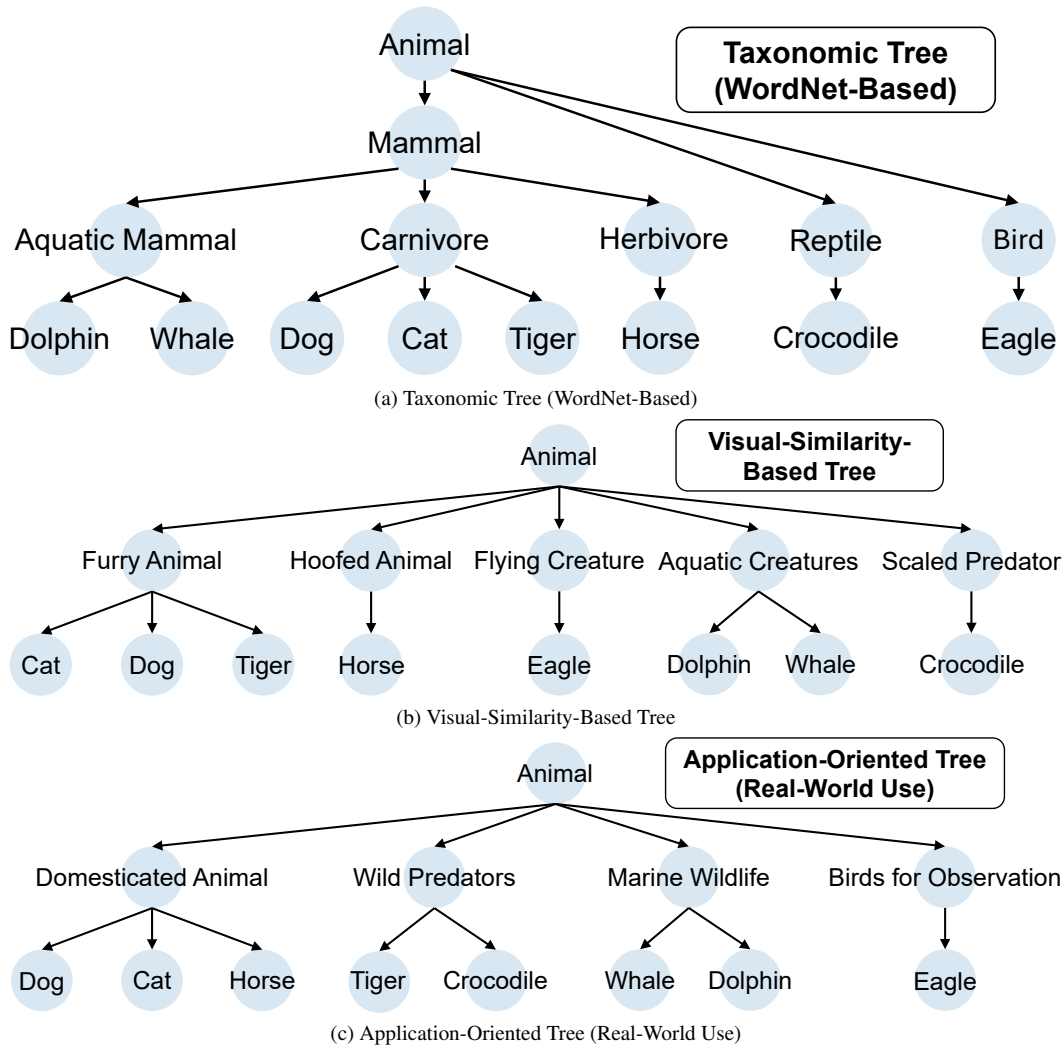 Animal
Taxonomic Tree
(WordNet-Based)
Mammal
Aquatic Mammal
Carnivore
Herbivore
Reptile
Bird
Dolphin
Whale
Dog
Cat
Tiger
Horse
Crocodile
Eagle
(a) Taxonomic Tree (WordNet-Based)
Animal
Visual-Similarity-
Based Tree
Furry Animal
Hoofed Animal
Flying Creature
Aquatic Creatures
Scaled Predator
Cat
Dog
Tiger
Horse
Eagle
Dolphin
Whale
Crocodile
(b) Visual-Similarity-Based Tree
Animal
Application-Oriented Tree
(Real-World Use)
Domesticated Animal
Wild Predators
Marine Wildlife
Birds for Observation
Dog
Cat
Horse
Tiger
Crocodile
Whale
Dolphin
Eagle
(c) Application-Oriented Tree (Real-World Use)